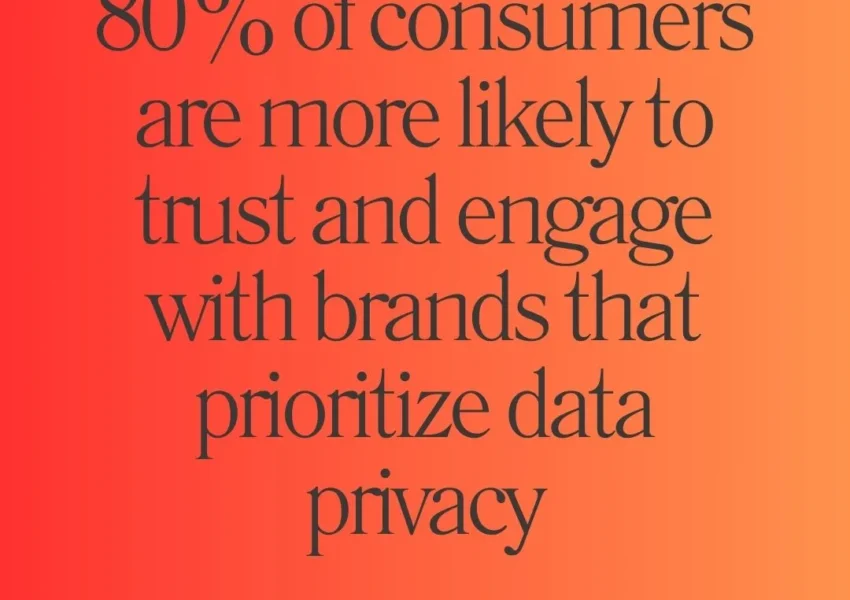 80% of consumers
are more likely to
trust and engage
with brands that
prioritize data
privacy